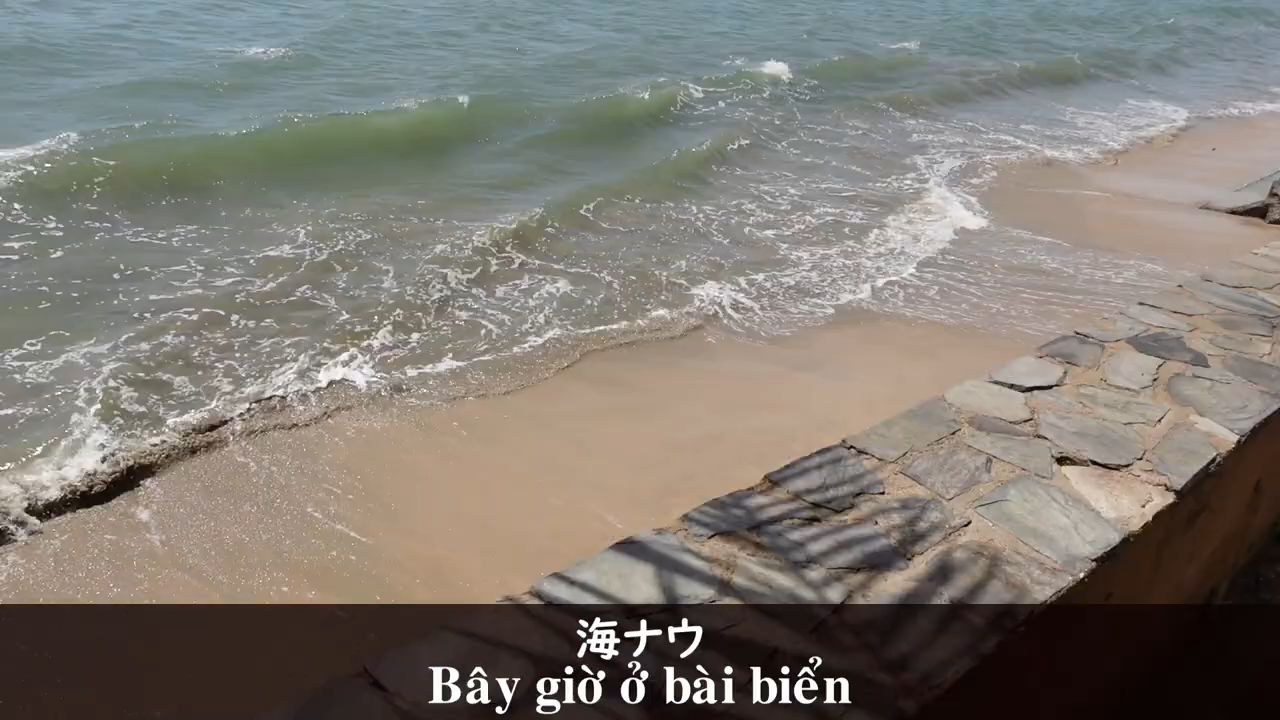 海ナウ
Bây giờ ở bài biển